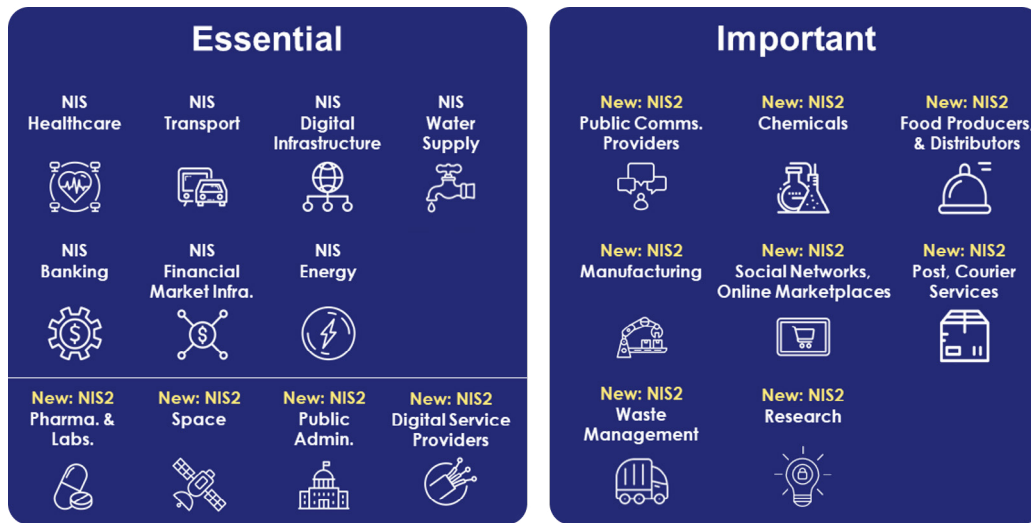 Essential
NIS
Healthcare
NIS
Transport
NIS
Digital
Infrastructure
NIS
Water
Supply
NIS
Banking
NIS
Financial
Market Infra.
NIS
Energy
New: NIS2
Pharma. &
Labs.
New: NIS2
Space
New: NIS2
Public
Admin.
New: NIS2
Digital Service
Providers
Important
New: NIS2
Public Comms.
Providers
New: NIS2
Chemicals
New: NIS2
Food Producers
& Distributors
New: NIS2
Manufacturing
New: NIS2
Social Networks,
Online Marketplaces
New: NIS2
Post, Courier
Services
New: NIS2
Waste
Management
New: NIS2
Research